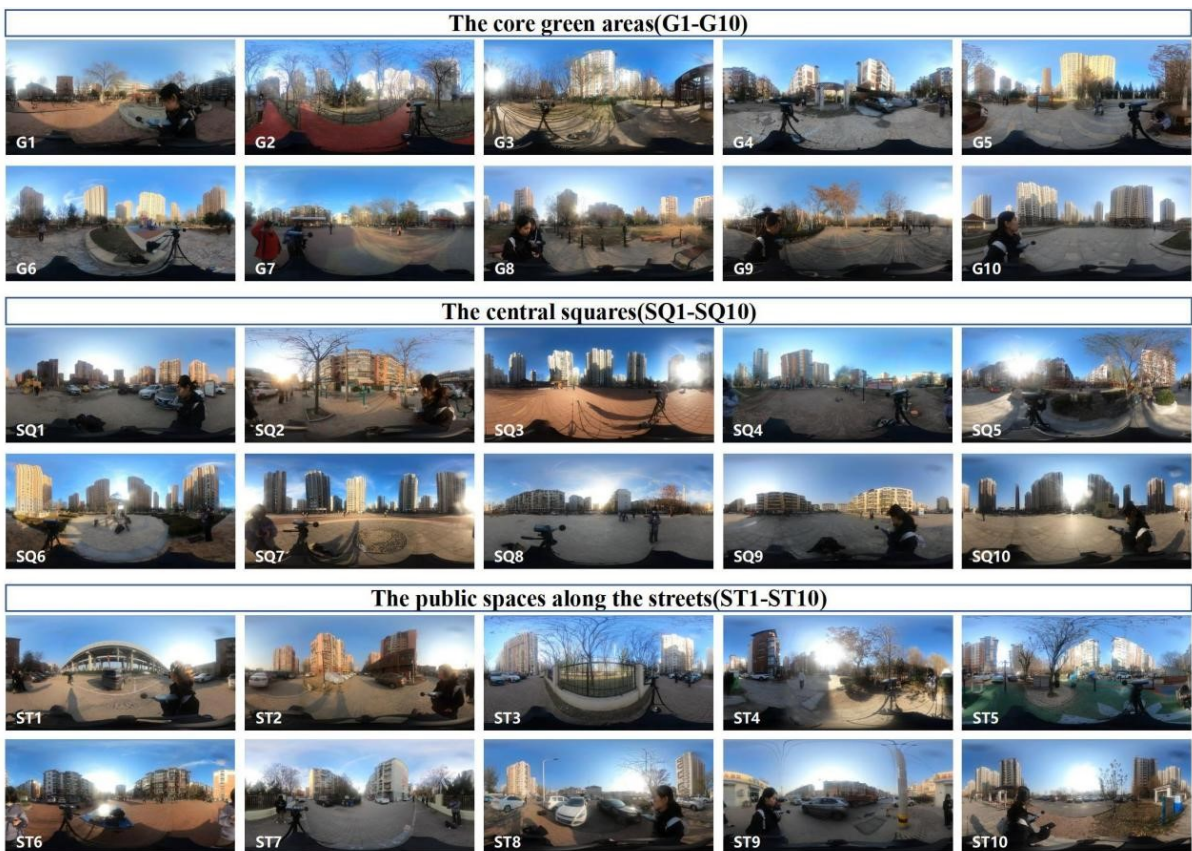 The core green areas(G1-G10)
G1 G2 G3 G4 G5
G6 G7 G8 G9 G10
The central squares(SQ1-SQ10)
SQ1 SQ2 SQ3 SQ4 SQ5
SQ6 SQ7 SQ8 SQ9 SQ10
The public spaces along the streets(ST1-ST10)
ST1 ST2 ST3 ST4 ST5
ST6 ST7 ST8 ST9 ST10